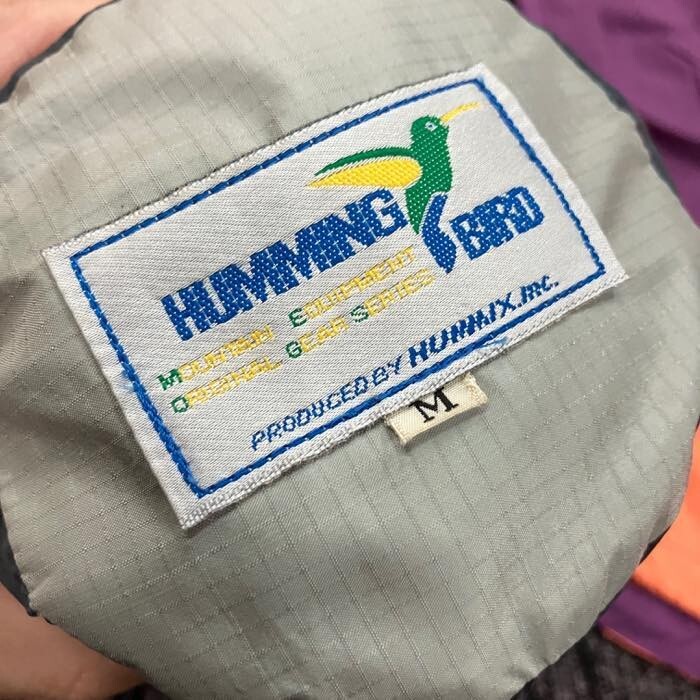 HUMMING BIRD
MOUNTAIN EQUIPMENT
ORIGINAL GEAR SERIES
PRODUCED BY HUMMIX.Inc.
M